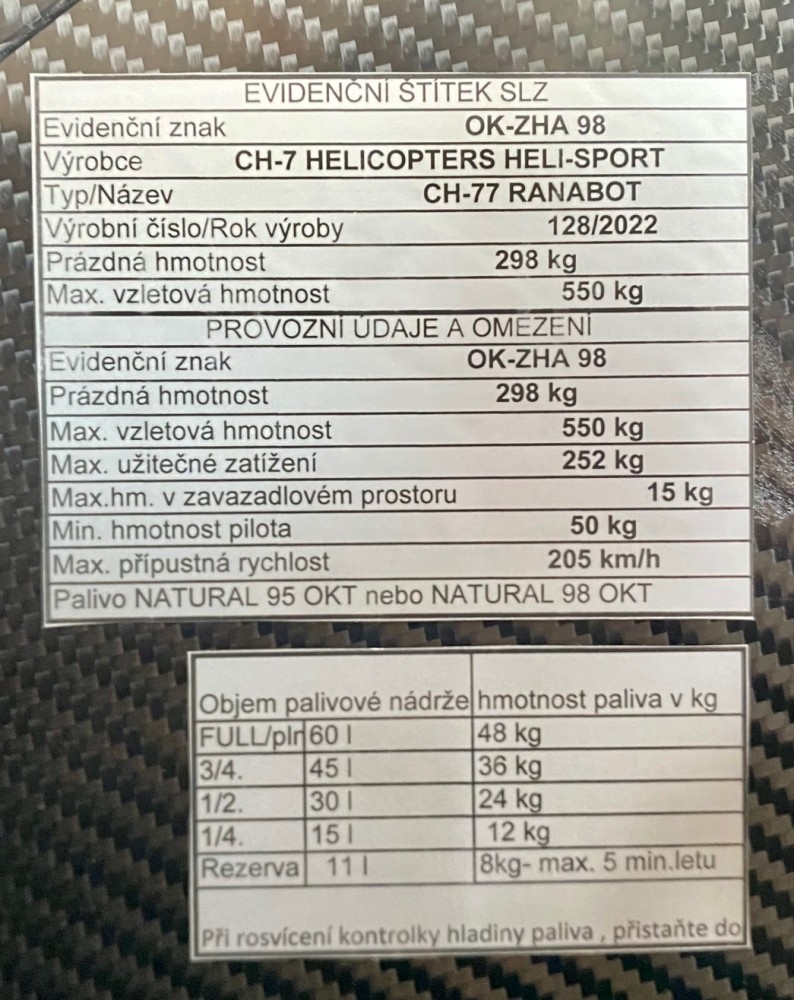 EVIDENČNÍ ŠTÍTEK SLZ
Evidenční znak OK-ZHA 98
Výrobce CH-7 HELICOPTERS HELI-SPORT
Typ/Název CH-77 RANABOT
Výrobní číslo/Rok výroby 128/2022
Prázdná hmotnost 298 kg
Max. vzletová hmotnost 550 kg
PROVOZNÍ ÚDAJE A OMEZENÍ
Evidenční znak OK-ZHA 98
Prázdná hmotnost 298 kg
Max. vzletová hmotnost 550 kg
Max. užitečné zatížení 252 kg
Max.hm. v zavazadlovém prostoru 15 kg
Min. hmotnost pilota 50 kg
Max. přípustná rychlost 205 km/h
Palivo NATURAL 95 OKT nebo NATURAL 98 OKT
Objem palivové nádrže hmotnost paliva v kg
FULL/pln 60 l 48 kg
3/4. 45 l 36 kg
1/2. 30 l 24 kg
1/4. 15 l 12 kg
Rezerva 11 l 8kg- max. 5 min.letu
Při rosvícení kontrolky hladiny paliva , přistaňte do